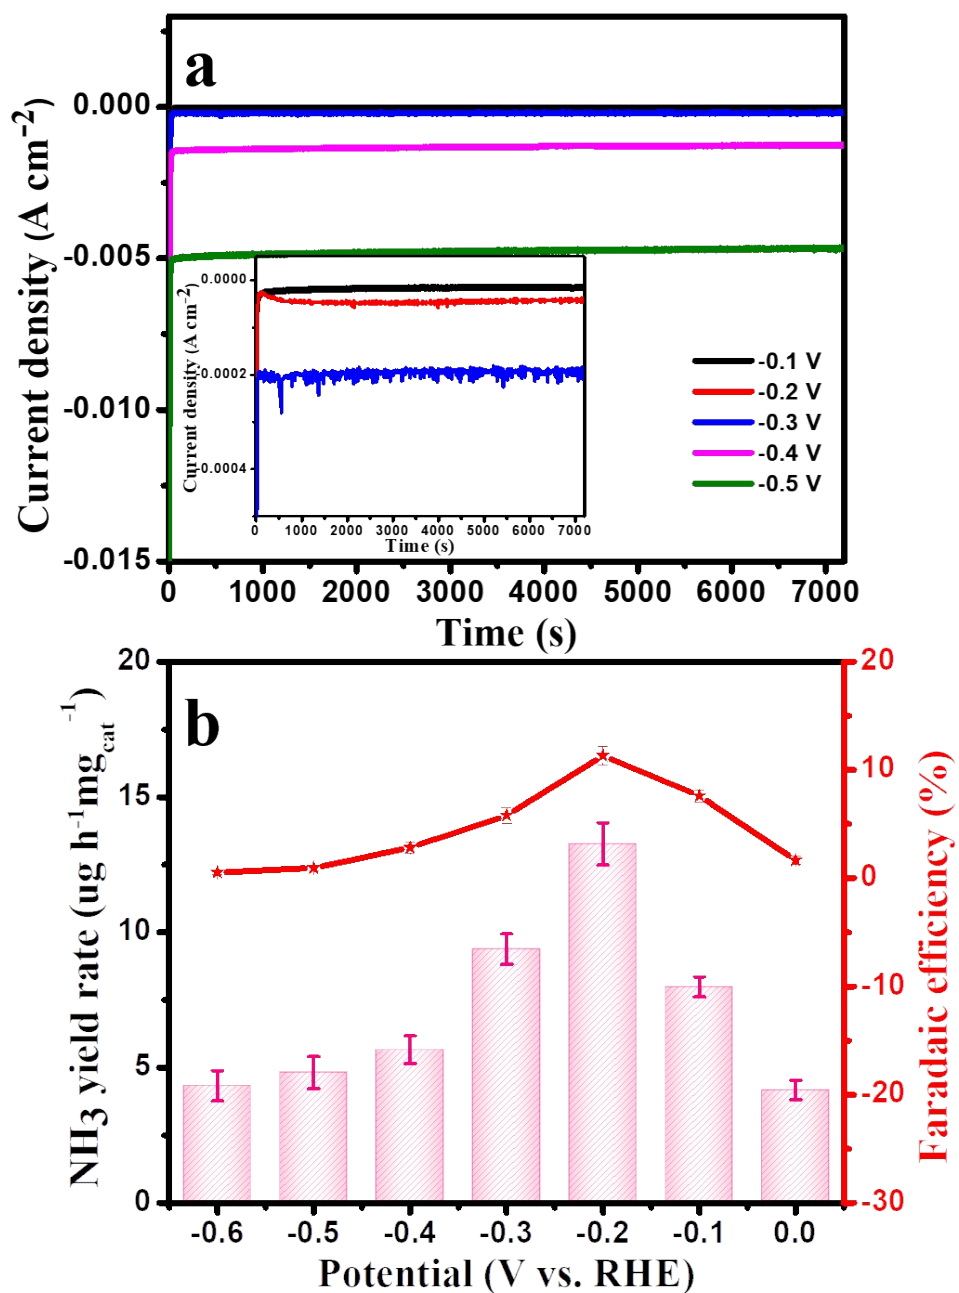 a
Current density (A cm⁻²)
0.000
-0.005
-0.010
-0.015
0 1000 2000 3000 4000 5000 6000 7000
Time (s)
Current density (A cm⁻²)
0.0000
-0.0002
-0.0004
0 1000 2000 3000 4000 5000 6000 7000
Time (s)
-0.1 V
-0.2 V
-0.3 V
-0.4 V
-0.5 V
b
NH3 yield rate (ug h⁻¹mgcat⁻¹)
20
15
10
5
0
-0.6 -0.5 -0.4 -0.3 -0.2 -0.1 0.0
Potential (V vs. RHE)
20
10
0
-10
-20
-30
Faradaic efficiency (%)